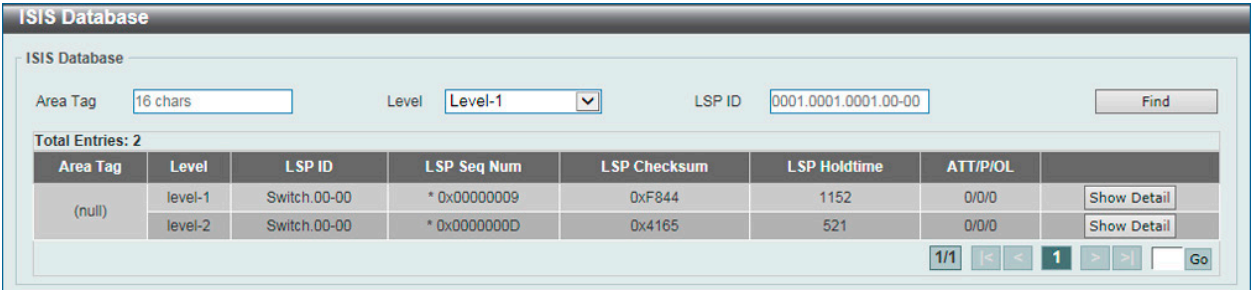 ISIS Database
ISIS Database
Area Tag 16 chars Level Level-1 LSP ID 0001.0001.0001.00-00 Find
Total Entries: 2
Area Tag Level LSP ID LSP Seq Num LSP Checksum LSP Holdtime ATT/P/OL
(null) level-1 Switch.00-00 * 0x00000009 0xF844 1152 0/0/0 Show Detail
level-2 Switch.00-00 * 0x0000000D 0x4165 521 0/0/0 Show Detail
1/1 |< < 1 > >| Go